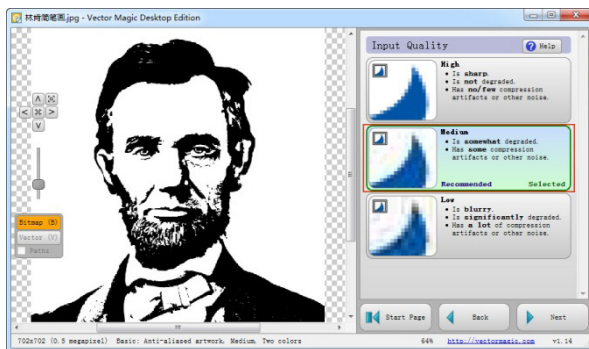 林肯简笔画.jpg - Vector Magic Desktop Edition
Input Quality
Help
High
• Is sharp.
• Is not degraded.
• Has no/few compression
artifacts or other noise.
Medium
• Is somewhat degraded.
• Has some compression
artifacts or other noise.
Recommended Selected
Low
• Is blurry.
• Is significantly degraded.
• Has a lot of compression
artifacts or other noise.
Bitmap (B)
Vector (V)
Paths
Start Page
Back
Next
702x702 (0.5 megapixel) Basic: Anti-aliased artwork, Medium, Two colors 64% http://vectormagic.com v1.14